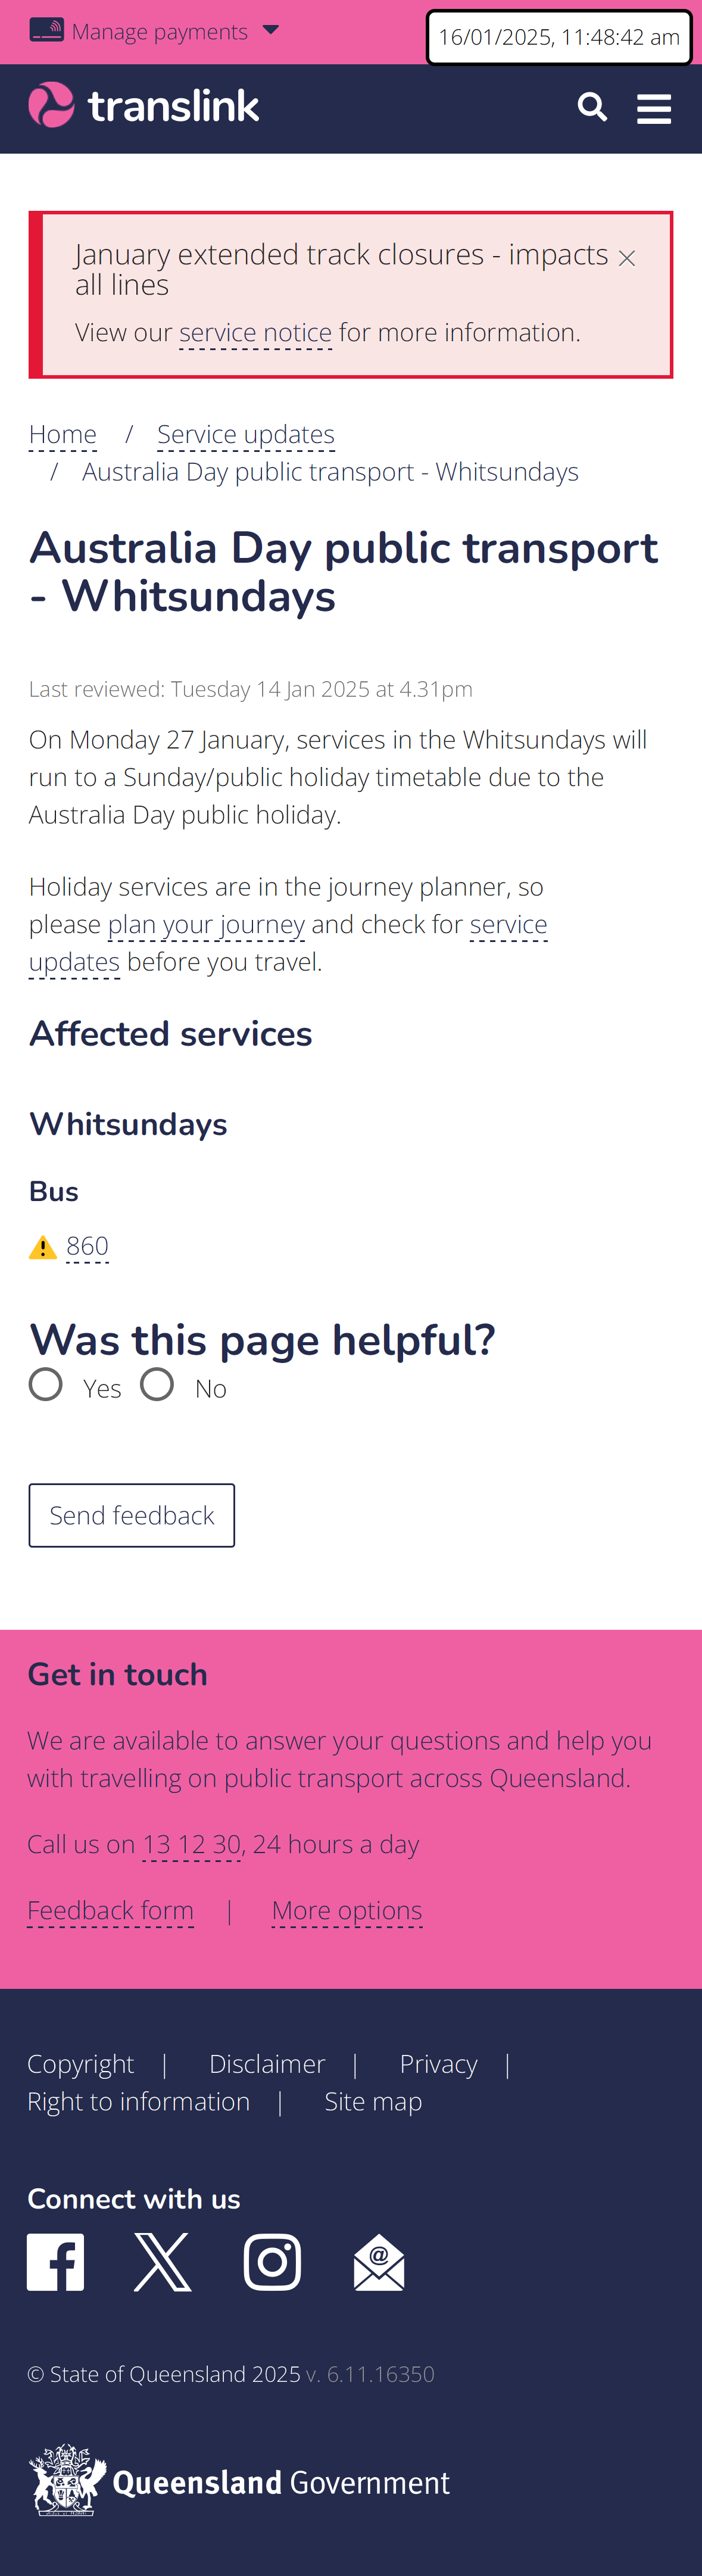 Manage payments
16/01/2025, 11:48:42 am
translink
January extended track closures - impacts
all lines
View our service notice for more information.
Home / Service updates
/ Australia Day public transport - Whitsundays
Australia Day public transport
- Whitsundays
Last reviewed: Tuesday 14 Jan 2025 at 4.31pm
On Monday 27 January, services in the Whitsundays will
run to a Sunday/public holiday timetable due to the
Australia Day public holiday.
Holiday services are in the journey planner, so
please plan your journey and check for service
updates before you travel.
Affected services
Whitsundays
Bus
860
Was this page helpful?
Yes No
Send feedback
Get in touch
We are available to answer your questions and help you
with travelling on public transport across Queensland.
Call us on 13 12 30, 24 hours a day
Feedback form | More options
Copyright | Disclaimer | Privacy |
Right to information | Site map
Connect with us
© State of Queensland 2025 v. 6.11.16350
Queensland Government